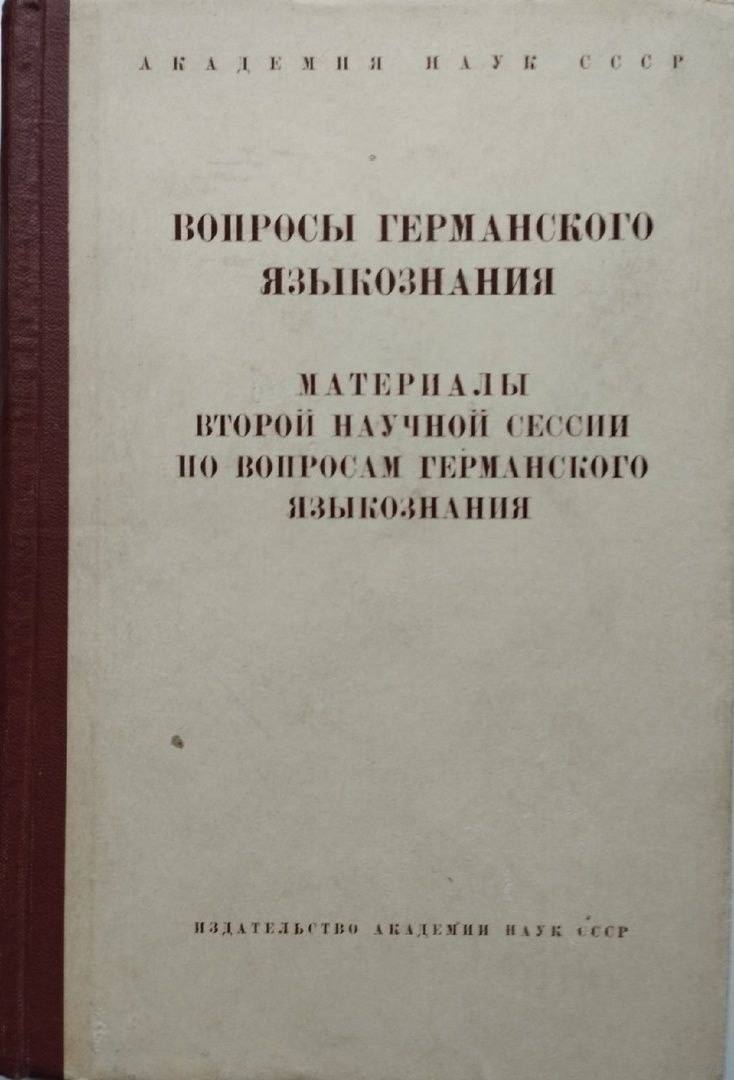 АКАДЕМИЯ НАУК СССР
ВОПРОСЫ ГЕРМАНСКОГО
ЯЗЫКОЗНАНИЯ
МАТЕРИАЛЫ
ВТОРОЙ НАУЧНОЙ СЕССИИ
ПО ВОПРОСАМ ГЕРМАНСКОГО
ЯЗЫКОЗНАНИЯ
ИЗДАТЕЛЬСТВО АКАДЕМИИ НАУК СССР